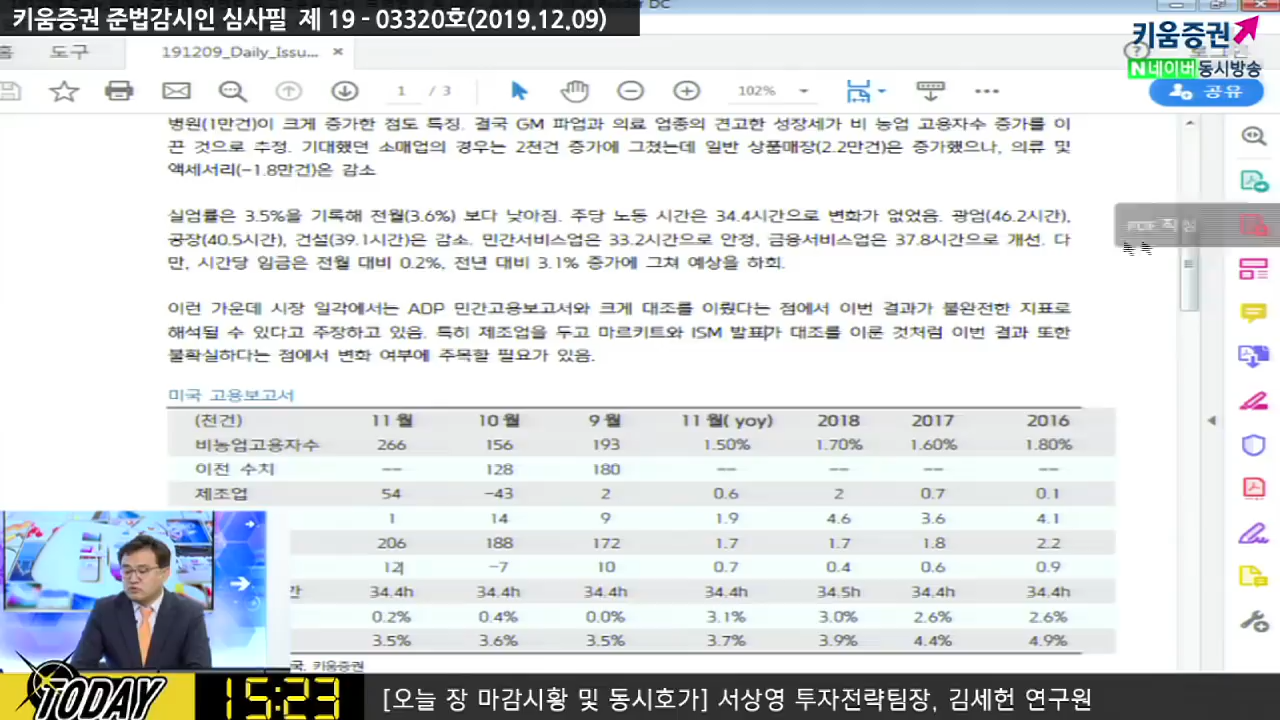 키움증권 준법감시인 심사필 제 19 - 03320호(2019.12.09)
키움증권
N 네이버 동시방송
도구
191209_Daily_Issu... ×
1 / 3
102%
공유
병원(1만건)이 크게 증가한 점도 특징. 결국 GM 파업과 의료 업종의 견고한 성장세가 비 농업 고용자수 증가를 이
끈 것으로 추정. 기대했던 소매업의 경우는 2천건 증가에 그쳤는데 일반 상품매장(2.2만건)은 증가했으나, 의류 및
액세서리(-1.8만건)은 감소
실업률은 3.5%을 기록해 전월(3.6%) 보다 낮아짐. 주당 노동 시간은 34.4시간으로 변화가 없었음. 광업(46.2시간),
공장(40.5시간), 건설(39.1시간)은 감소. 민간서비스업은 33.2시간으로 안정, 금융서비스업은 37.8시간으로 개선. 다
만, 시간당 임금은 전월 대비 0.2%, 전년 대비 3.1% 증가에 그쳐 예상을 하회.
이런 가운데 시장 일각에서는 ADP 민간고용보고서와 크게 대조를 이뤘다는 점에서 이번 결과가 불완전한 지표로
해석될 수 있다고 주장하고 있음. 특히 제조업을 두고 마르키트와 ISM 발표가 대조를 이룬 것처럼 이번 결과 또한
불확실하다는 점에서 변화 여부에 주목할 필요가 있음.
미국 고용보고서
(천건) 11월 10월 9월 11월( yoy) 2018 2017 2016
비농업고용자수 266 156 193 1.50% 1.70% 1.60% 1.80%
이전 수치 -- 128 180 -- -- -- --
제조업 54 -43 2 0.6 2 0.7 0.1
1 14 9 1.9 4.6 3.6 4.1
206 188 172 1.7 1.7 1.8 2.2
12 -7 10 0.7 0.4 0.6 0.9
간 34.4h 34.4h 34.4h 34.4h 34.5h 34.4h 34.4h
0.2% 0.4% 0.0% 3.1% 3.0% 2.6% 2.6%
3.5% 3.6% 3.5% 3.7% 3.9% 4.4% 4.9%
국, 키움증권
TODAY
15:23
[오늘 장 마감시황 및 동시호가] 서상영 투자전략팀장, 김세헌 연구원